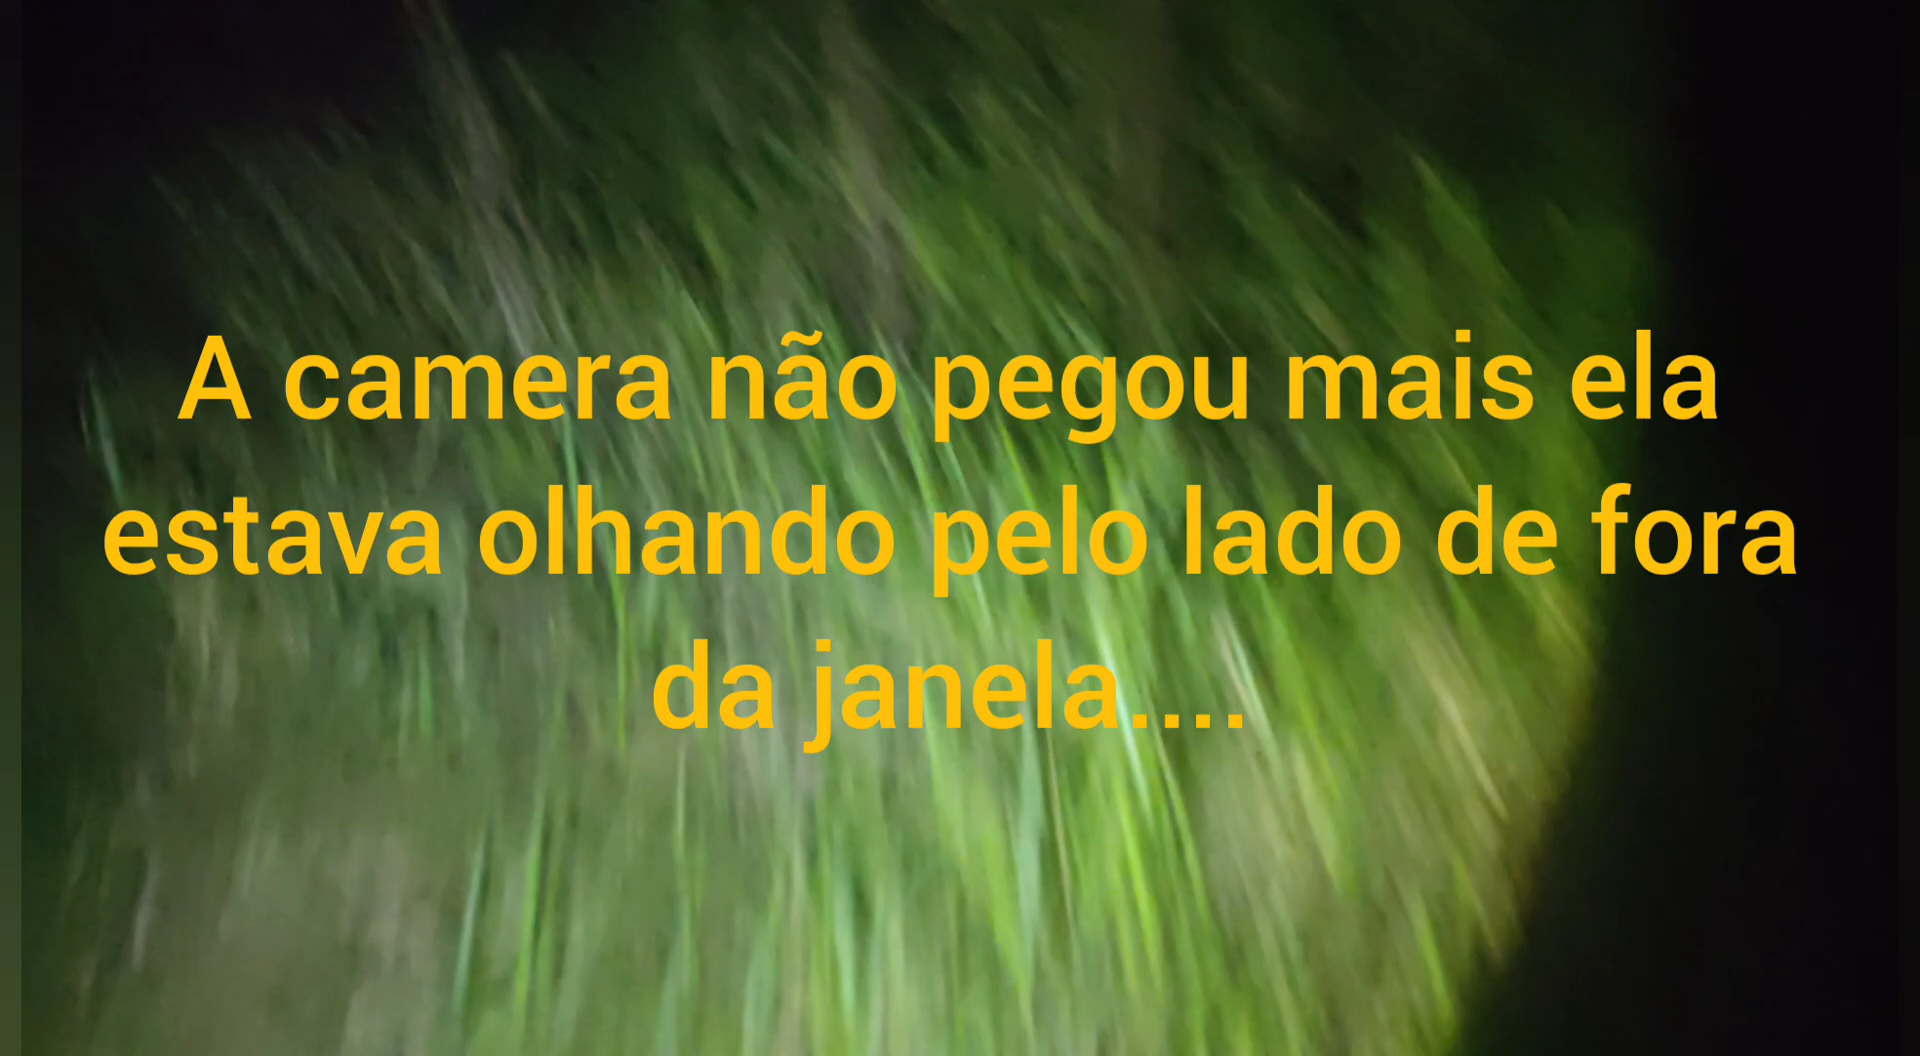 A camera não pegou mais ela
estava olhando pelo lado de fora
da janela....